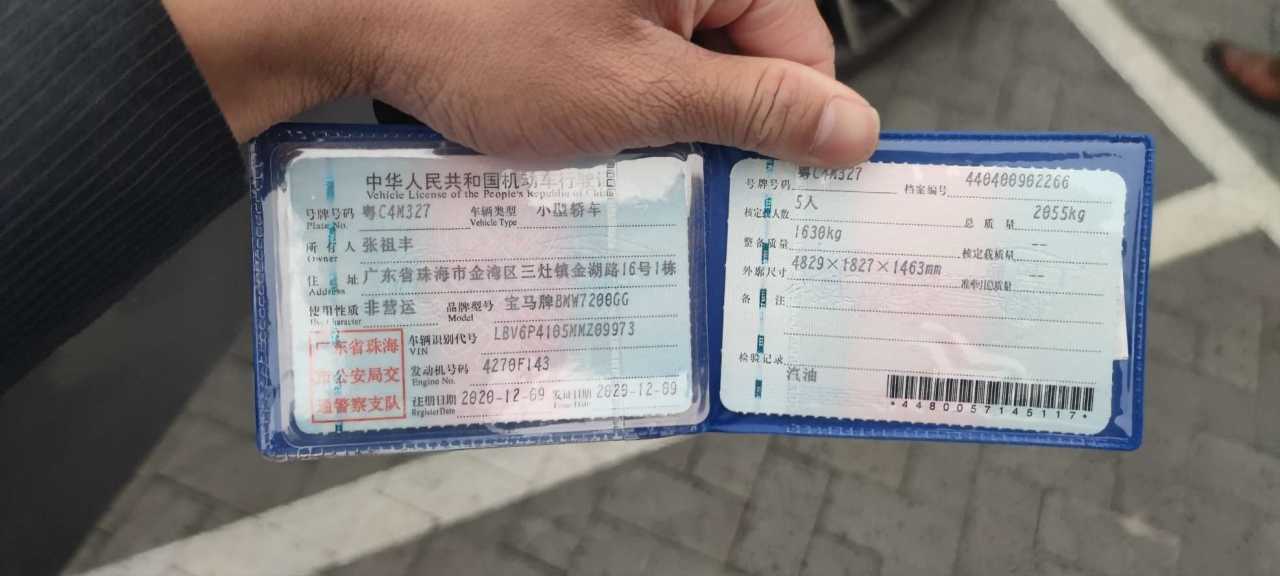 中华人民共和国机动车行驶证
Vehicle License of the People's Republic of China
号牌号码 粤C4M327 车辆类型 小型轿车
Plate No. Vehicle Type
所有人 张祖丰
Owner
住址 广东省珠海市金湾区三灶镇金湖路16号1栋
Address
使用性质 非营运 品牌型号 宝马牌BMW7200GG
Use Character Model
广东省珠海
市公安局交
通警察支队
车辆识别代号 LBV6P4105MMZ09973
VIN
发动机号码 4270F143
Engine No.
注册日期 2020-12-09 发证日期 2020-12-09
Register Date Issue Date
号牌号码 粤C4M327 档案编号 440400902266
核定载人数 5人 总质量 2055kg
整备质量 1630kg 核定载质量 --
外廓尺寸 4829×1827×1463mm 准牵引总质量 --
备注
检验记录
汽油
*4480057145117*